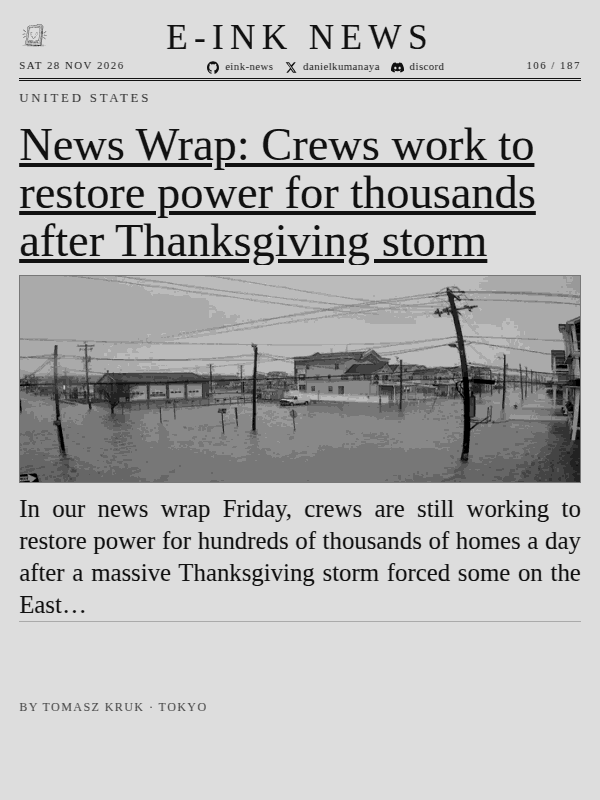 E-INK NEWS
SAT 28 NOV 2026
eink-news
danielkumanaya
discord
106 / 187
UNITED STATES
News Wrap: Crews work to
restore power for thousands
after Thanksgiving storm
In our news wrap Friday, crews are still working to
restore power for hundreds of thousands of homes a day
after a massive Thanksgiving storm forced some on the
East…
BY TOMASZ KRUK · TOKYO